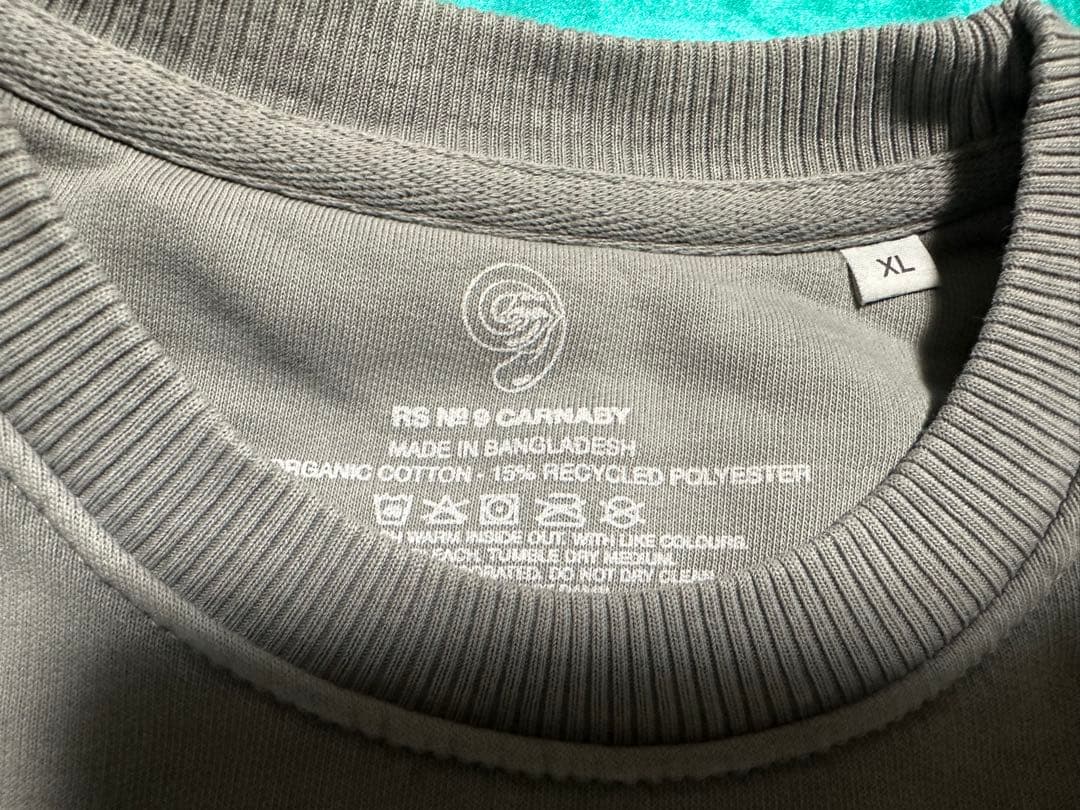 XL
RS № 9 CARNABY
MADE IN BANGLADESH
ORGANIC COTTON - 15% RECYCLED POLYESTER
WARM. INSIDE OUT. WITH LIKE COLOURS.
TUMBLE DRY MEDIUM.
DO NOT DRY CLEAN